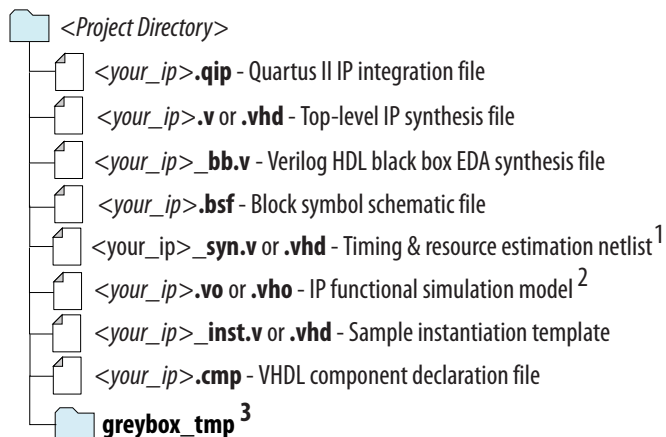 <Project Directory>
<your_ip>.qip - Quartus II IP integration file
<your_ip>.v or .vhd - Top-level IP synthesis file
<your_ip>_bb.v - Verilog HDL black box EDA synthesis file
<your_ip>.bsf - Block symbol schematic file
<your_ip>_syn.v or .vhd - Timing & resource estimation netlist 1
<your_ip>.vo or .vho - IP functional simulation model 2
<your_ip>_inst.v or .vhd - Sample instantiation template
<your_ip>.cmp - VHDL component declaration file
greybox_tmp 3